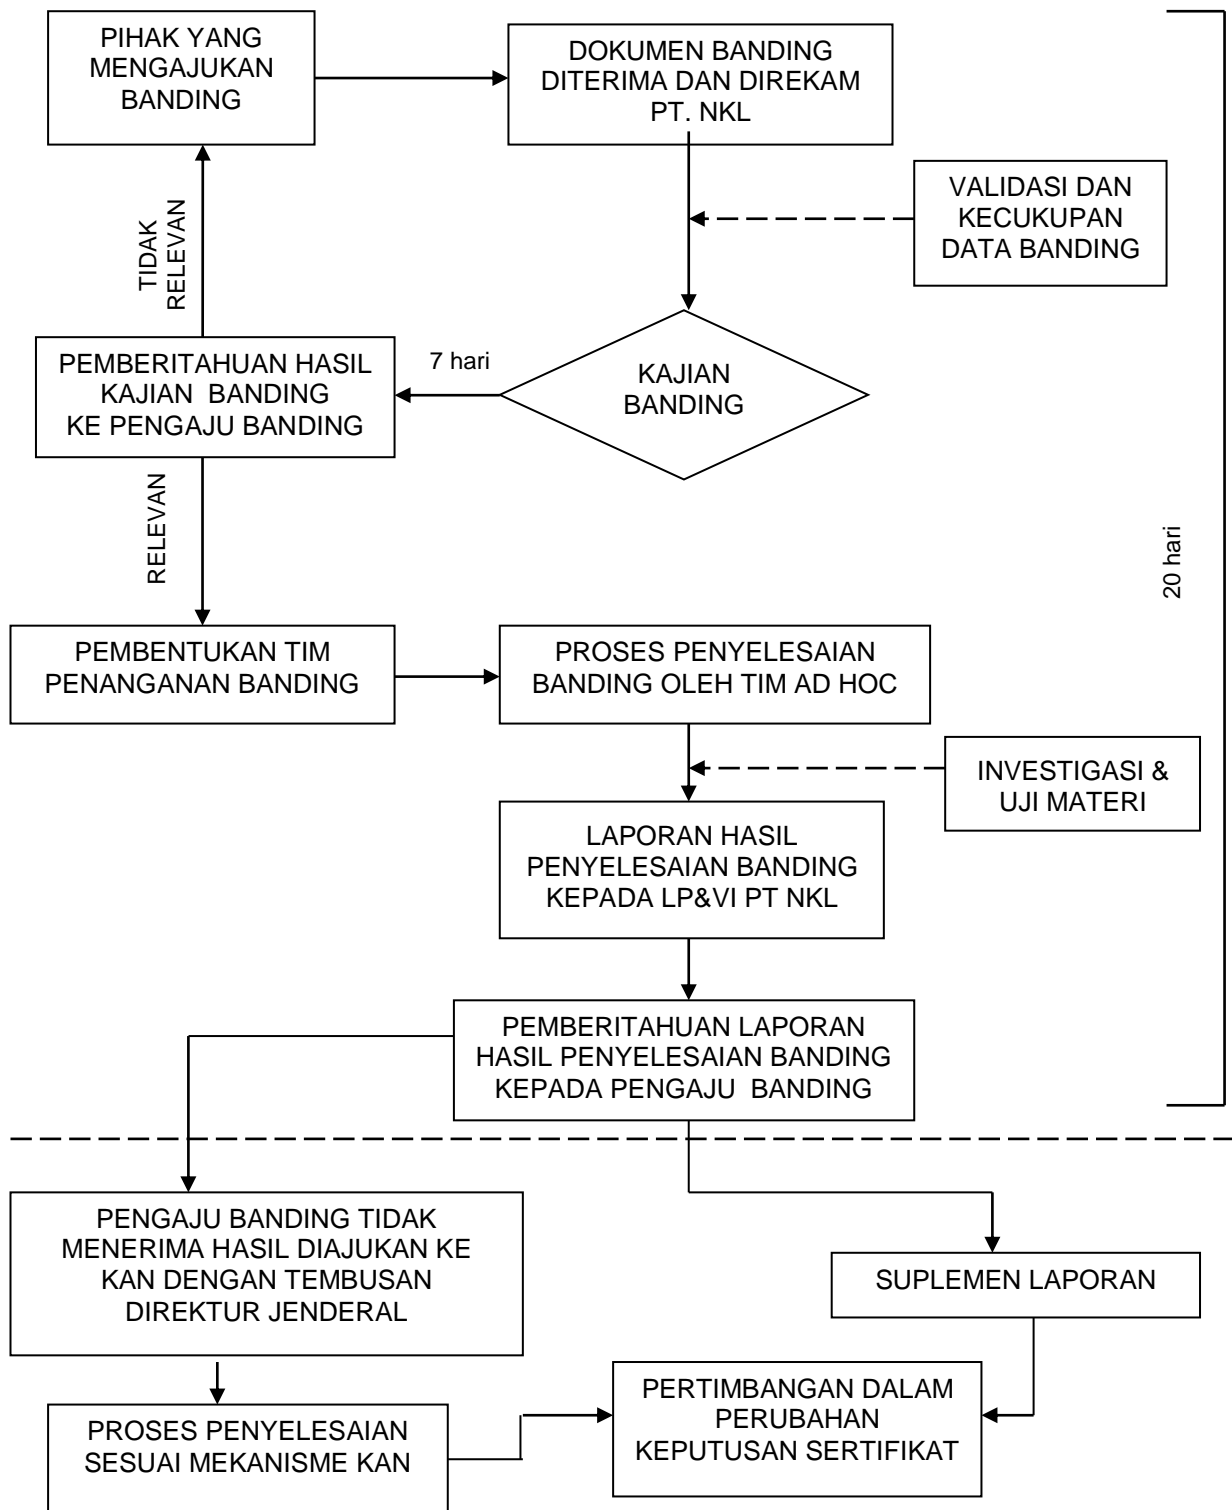 PIHAK YANG
MENGAJUKAN
BANDING
DOKUMEN BANDING
DITERIMA DAN DIREKAM
PT. NKL
VALIDASI DAN
KECUKUPAN
DATA BANDING
TIDAK
RELEVAN
PEMBERITAHUAN HASIL
KAJIAN BANDING
KE PENGAJU BANDING
7 hari
KAJIAN
BANDING
RELEVAN
20 hari
PEMBENTUKAN TIM
PENANGANAN BANDING
PROSES PENYELESAIAN
BANDING OLEH TIM AD HOC
INVESTIGASI &
UJI MATERI
LAPORAN HASIL
PENYELESAIAN BANDING
KEPADA LP&VI PT NKL
PEMBERITAHUAN LAPORAN
HASIL PENYELESAIAN BANDING
KEPADA PENGAJU BANDING
PENGAJU BANDING TIDAK
MENERIMA HASIL DIAJUKAN KE
KAN DENGAN TEMBUSAN
DIREKTUR JENDERAL
SUPLEMEN LAPORAN
PERTIMBANGAN DALAM
PERUBAHAN
KEPUTUSAN SERTIFIKAT
PROSES PENYELESAIAN
SESUAI MEKANISME KAN